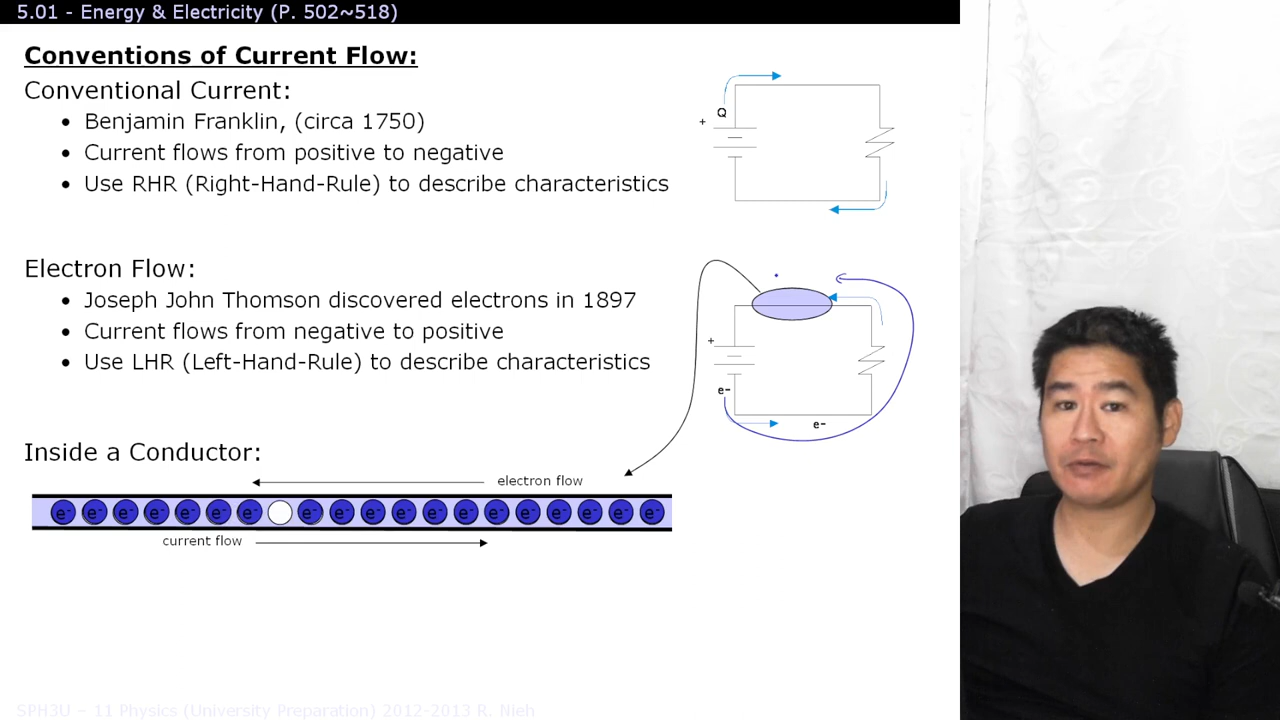 5.01 - Energy & Electricity (P. 502~518)
Conventions of Current Flow:
Conventional Current:
• Benjamin Franklin, (circa 1750)
• Current flows from positive to negative
• Use RHR (Right-Hand-Rule) to describe characteristics
Q
+
Electron Flow:
• Joseph John Thomson discovered electrons in 1897
• Current flows from negative to positive
• Use LHR (Left-Hand-Rule) to describe characteristics
+
e-
e-
Inside a Conductor:
electron flow
e- e- e- e- e- e- e- e- e- e- e- e- e- e- e- e- e- e- e-
current flow
SPH3U – 11 Physics (University Preparation) 2012-2013 R. Nieh